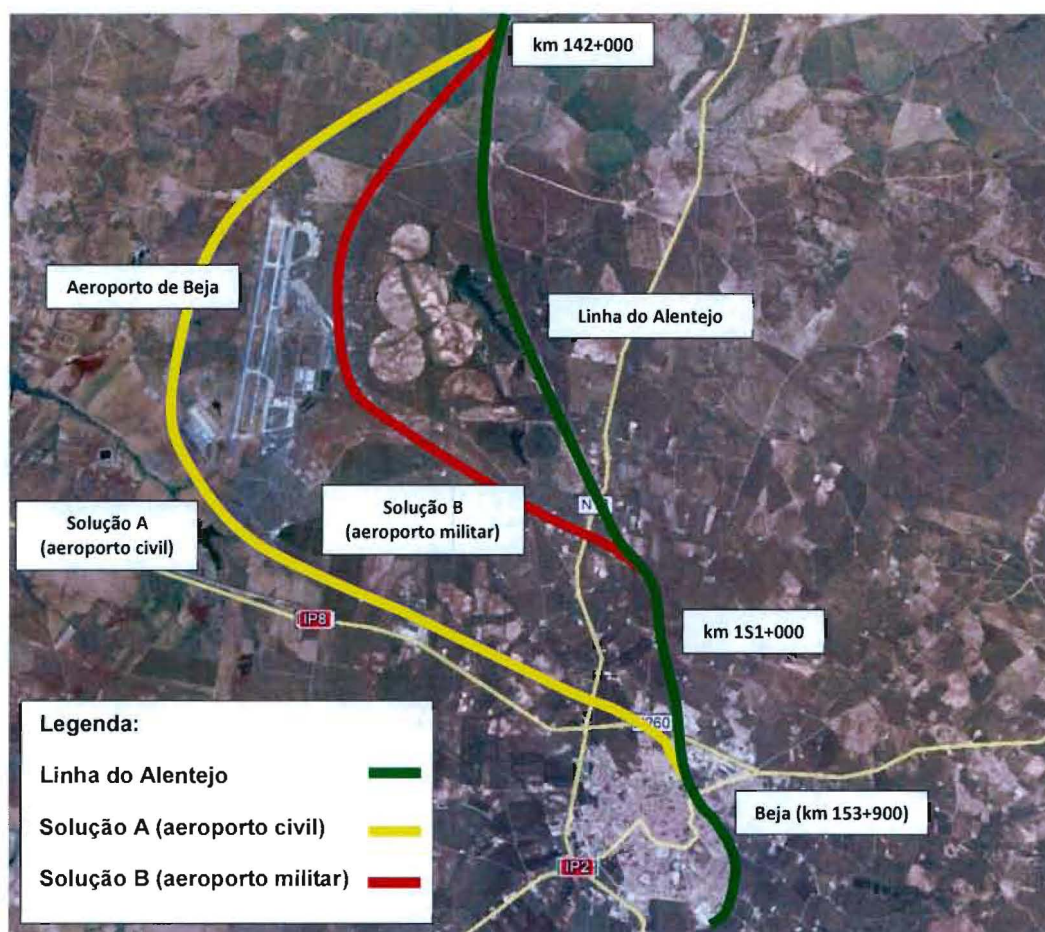 km 142+000
Aeroporto de Beja
Linha do Alentejo
Solução A
(aeroporto civil)
Solução B
(aeroporto militar)
IP8
km 1S1+000
Legenda:
Linha do Alentejo
Solução A (aeroporto civil)
Solução B (aeroporto militar)
Beja (km 153+900)
IP2